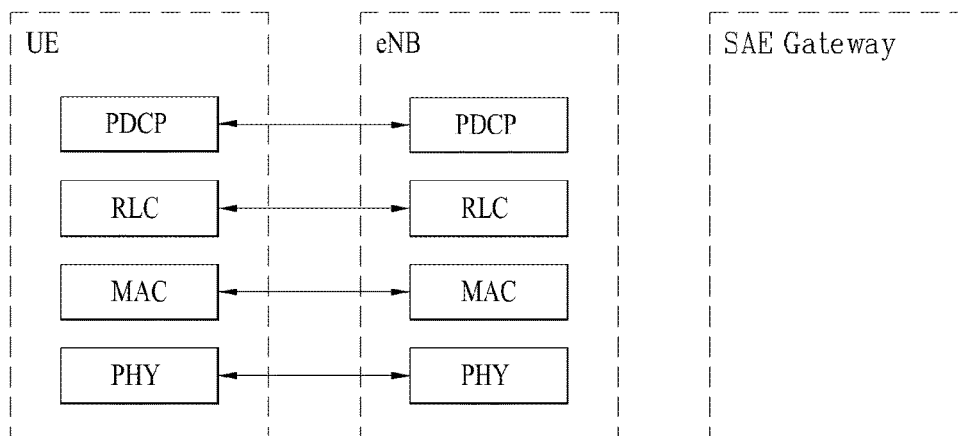 UE
eNB
SAE Gateway
PDCP
PDCP
RLC
RLC
MAC
MAC
PHY
PHY